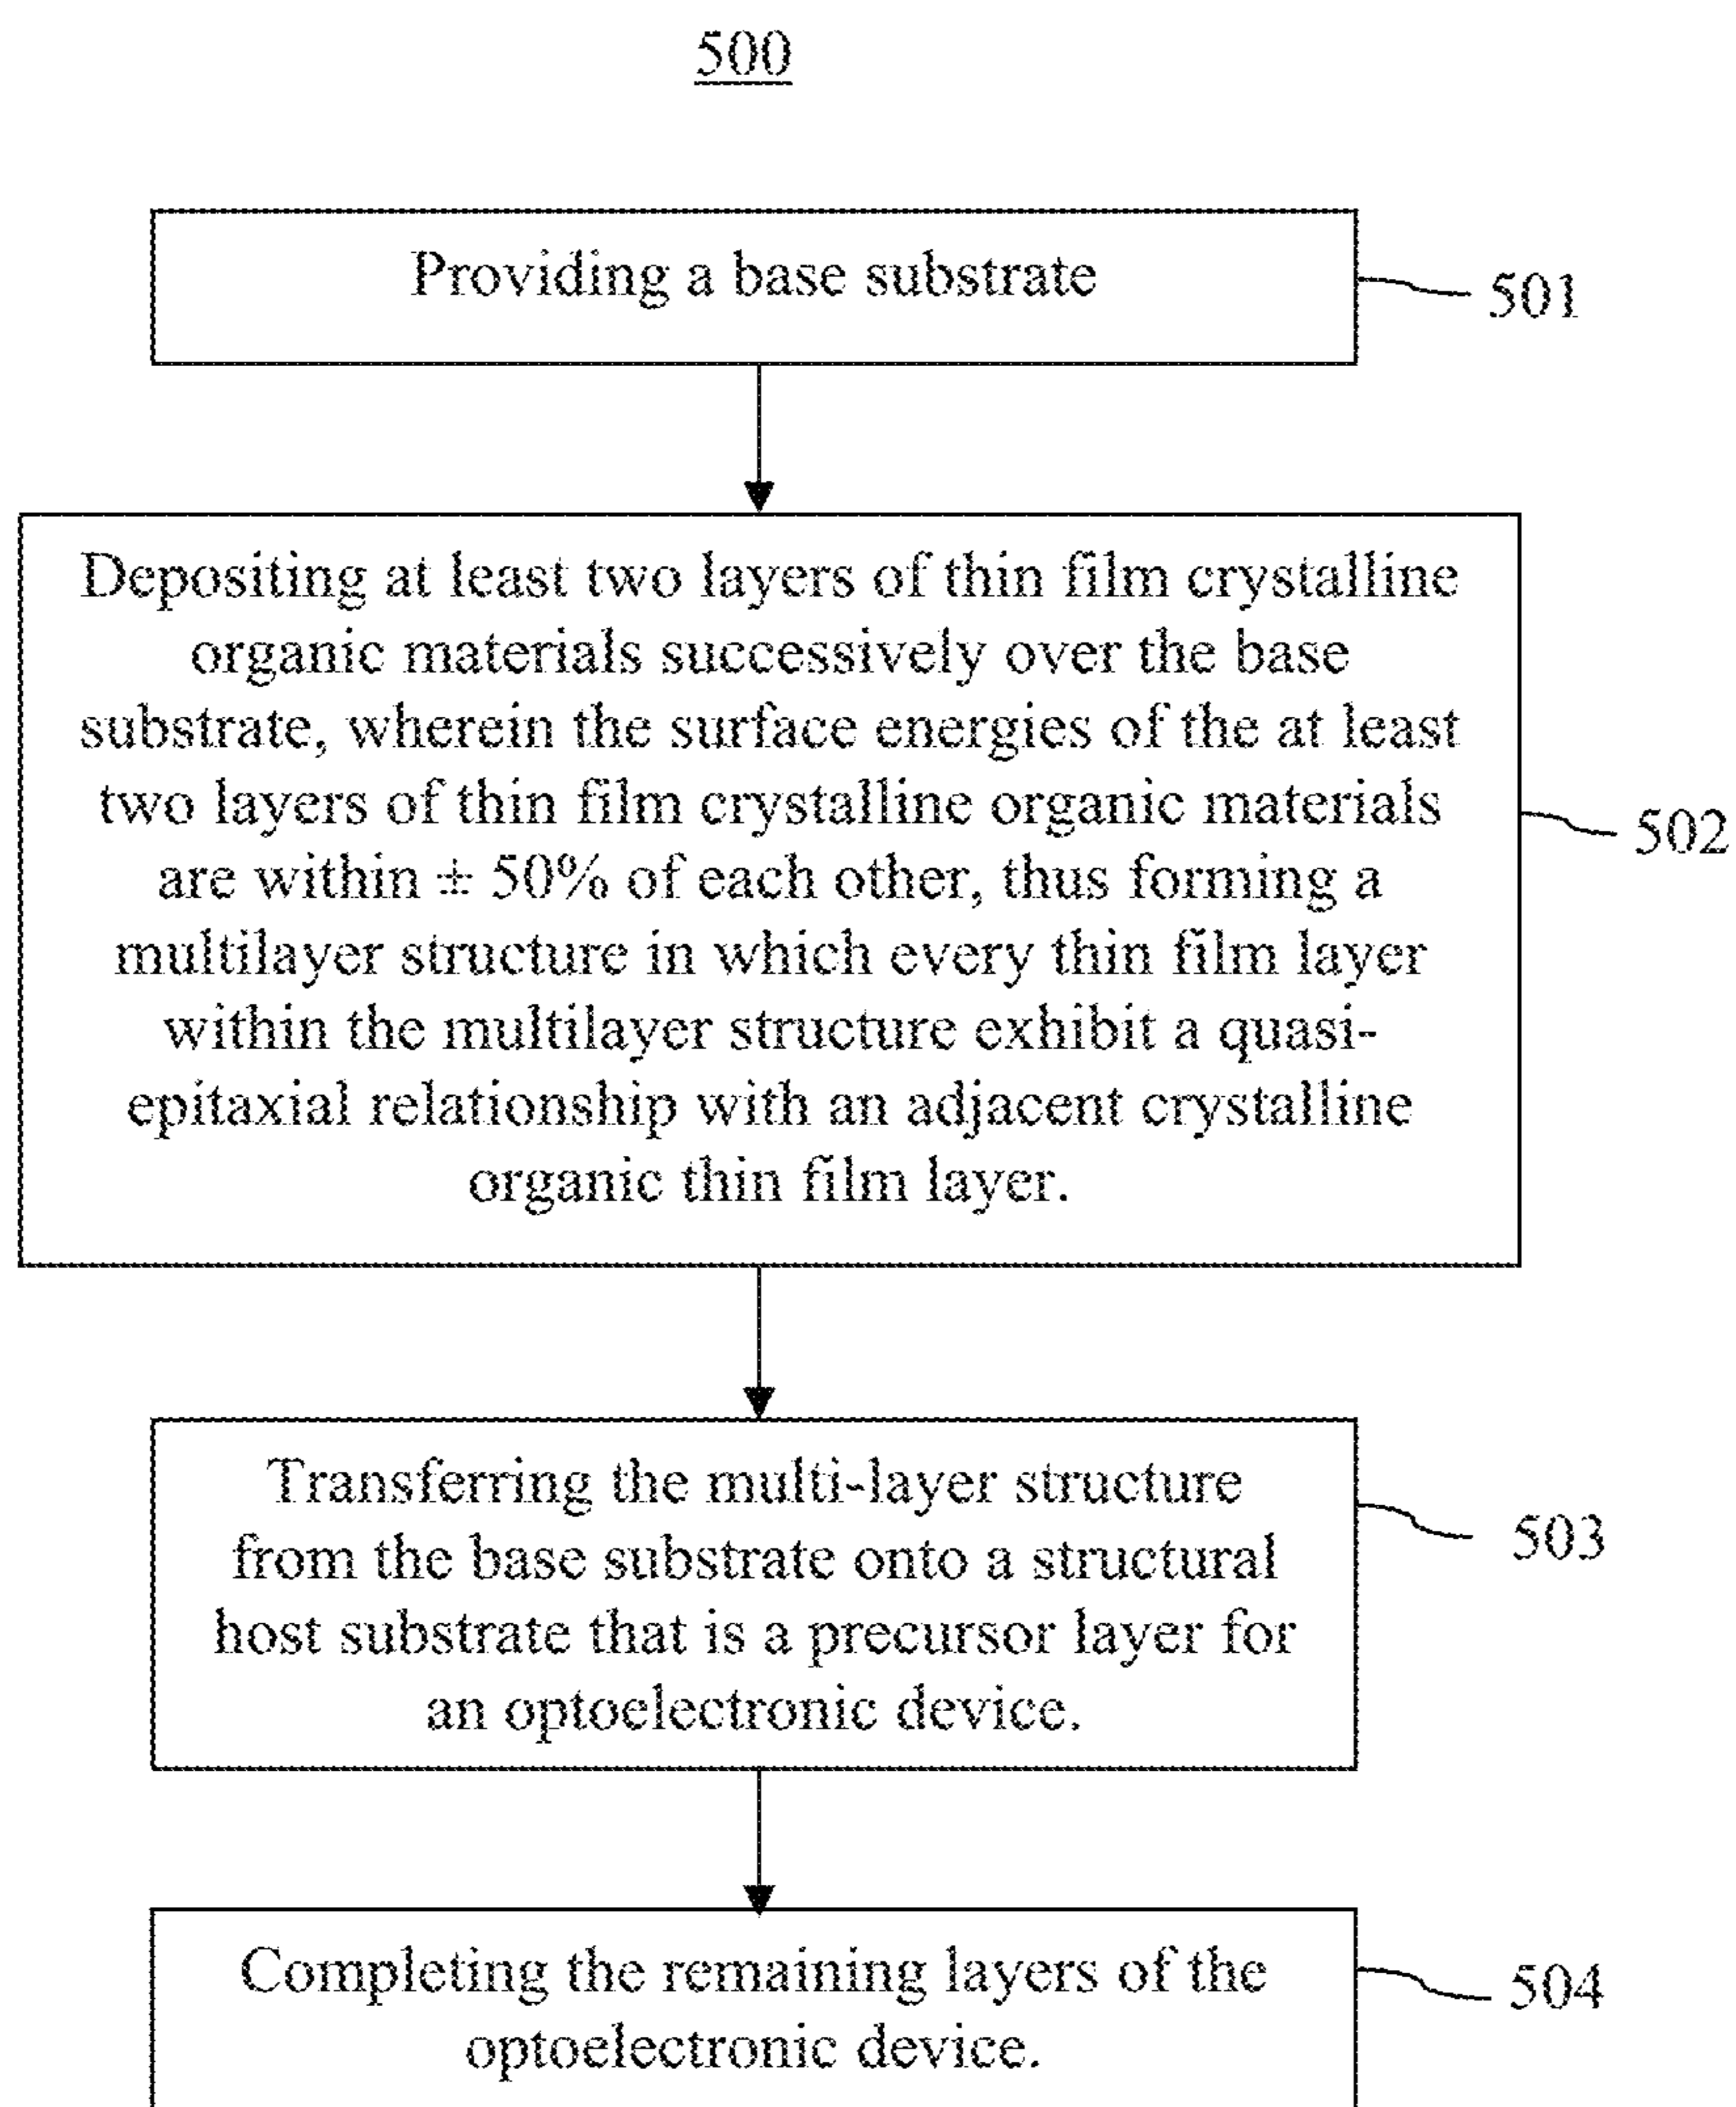 500
Providing a base substrate
501
Depositing at least two layers of thin film crystalline
organic materials successively over the base
substrate, wherein the surface energies of the at least
two layers of thin film crystalline organic materials
are within ± 50% of each other, thus forming a
multilayer structure in which every thin film layer
within the multilayer structure exhibit a quasi-
epitaxial relationship with an adjacent crystalline
organic thin film layer.
502
Transferring the multi-layer structure
from the base substrate onto a structural
host substrate that is a precursor layer for
an optoelectronic device.
503
Completing the remaining layers of the
optoelectronic device.
504